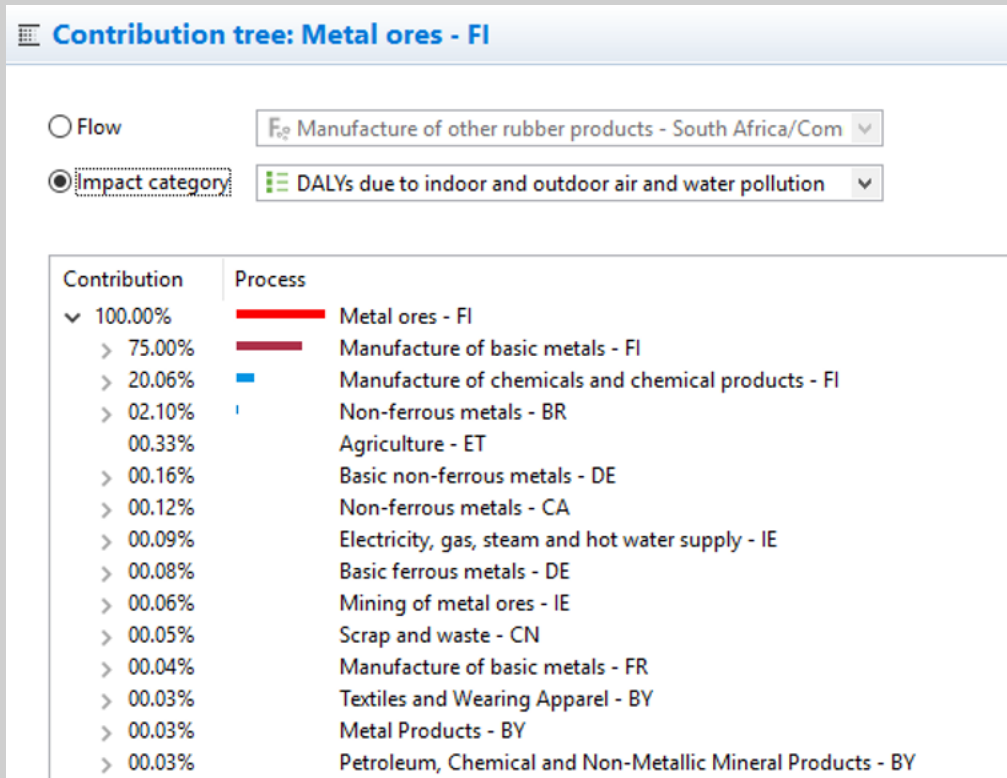 Contribution tree: Metal ores - FI
Flow
Manufacture of other rubber products - South Africa/Com
Impact category
DALYs due to indoor and outdoor air and water pollution
Contribution Process
100.00% Metal ores - FI
75.00% Manufacture of basic metals - FI
20.06% Manufacture of chemicals and chemical products - FI
02.10% Non-ferrous metals - BR
00.33% Agriculture - ET
00.16% Basic non-ferrous metals - DE
00.12% Non-ferrous metals - CA
00.09% Electricity, gas, steam and hot water supply - IE
00.08% Basic ferrous metals - DE
00.06% Mining of metal ores - IE
00.05% Scrap and waste - CN
00.04% Manufacture of basic metals - FR
00.03% Textiles and Wearing Apparel - BY
00.03% Metal Products - BY
00.03% Petroleum, Chemical and Non-Metallic Mineral Products - BY